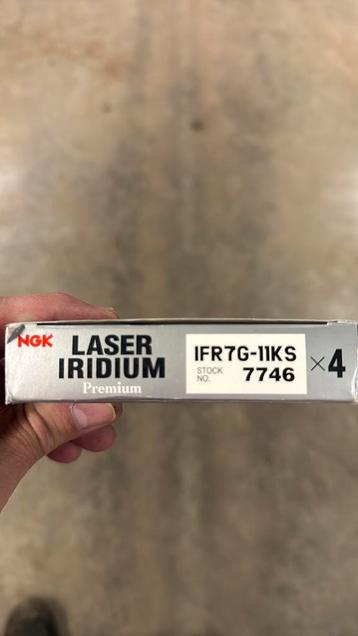 NGK
LASER
IRIDIUM
Premium
IFR7G-11KS
STOCK
NO. 7746
×4